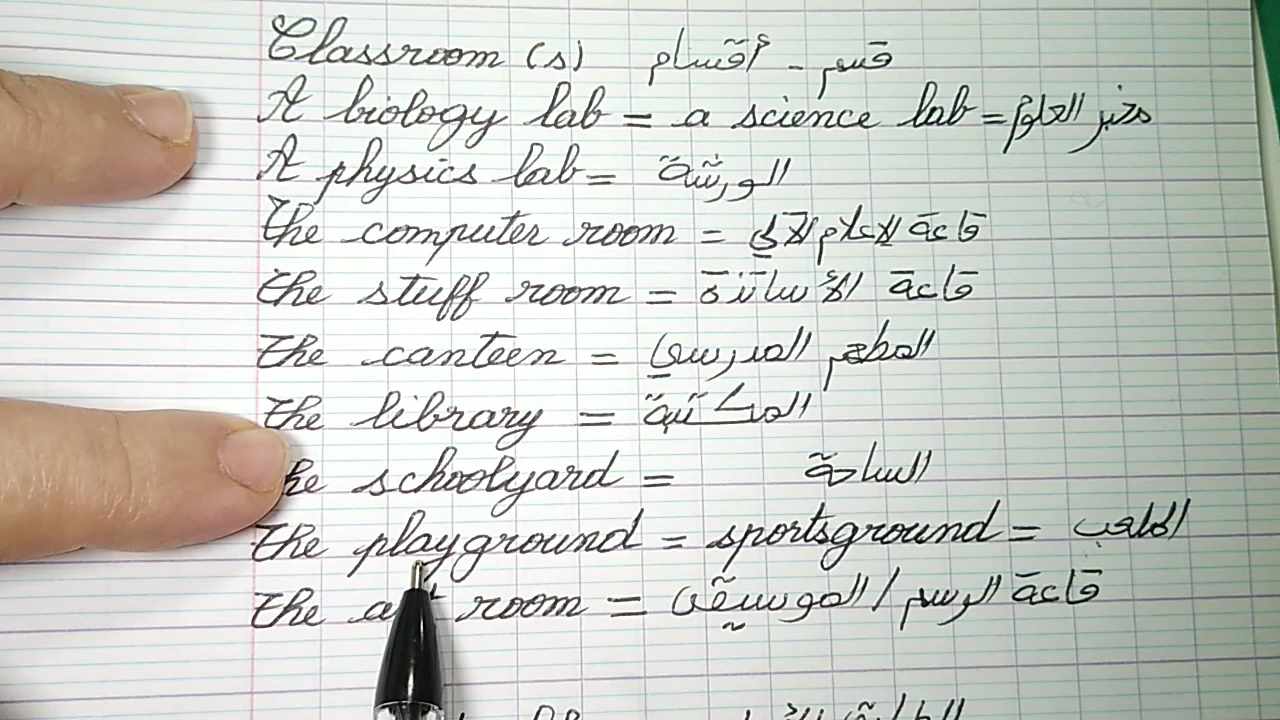 Classroom (s) قسم - أقسام
A biology lab = a science lab = مخبر العلوم
A physics lab = الورشة
The computer room = قاعة الإعلام الآلي
The stuff room = قاعة الأساتذة
The canteen = المطعم المدرسي
The library = المكتبة
he schoolyard = الساحة
The playground = sportsground = الملعب
The a room = قاعة الرسم / الموسيقى